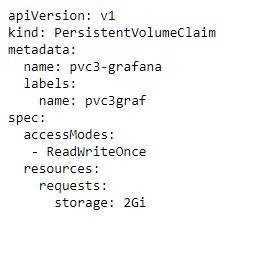 apiVersion: v1
kind: PersistentVolumeClaim
metadata:
  name: pvc3-grafana
  labels:
    name: pvc3graf
spec:
  accessModes:
   - ReadWriteOnce
  resources:
    requests:
      storage: 2Gi